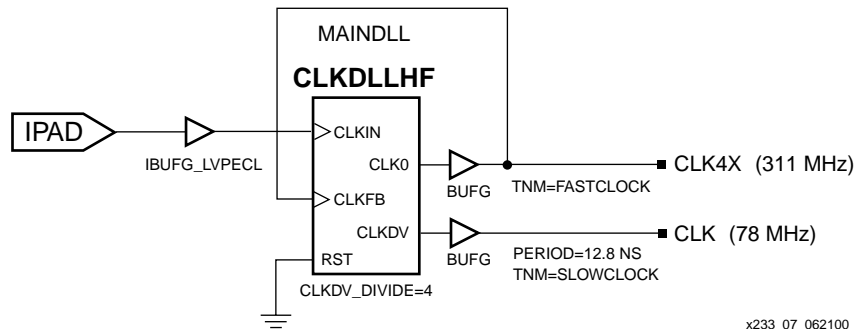 MAINDLL
CLKDLLHF
IPAD
IBUFG_LVPECL
CLKIN
CLK0
CLKFB
CLKDV
RST
CLKDV_DIVIDE=4
BUFG
TNM=FASTCLOCK
CLK4X (311 MHz)
BUFG
PERIOD=12.8 NS
TNM=SLOWCLOCK
CLK (78 MHz)
x233_07_062100